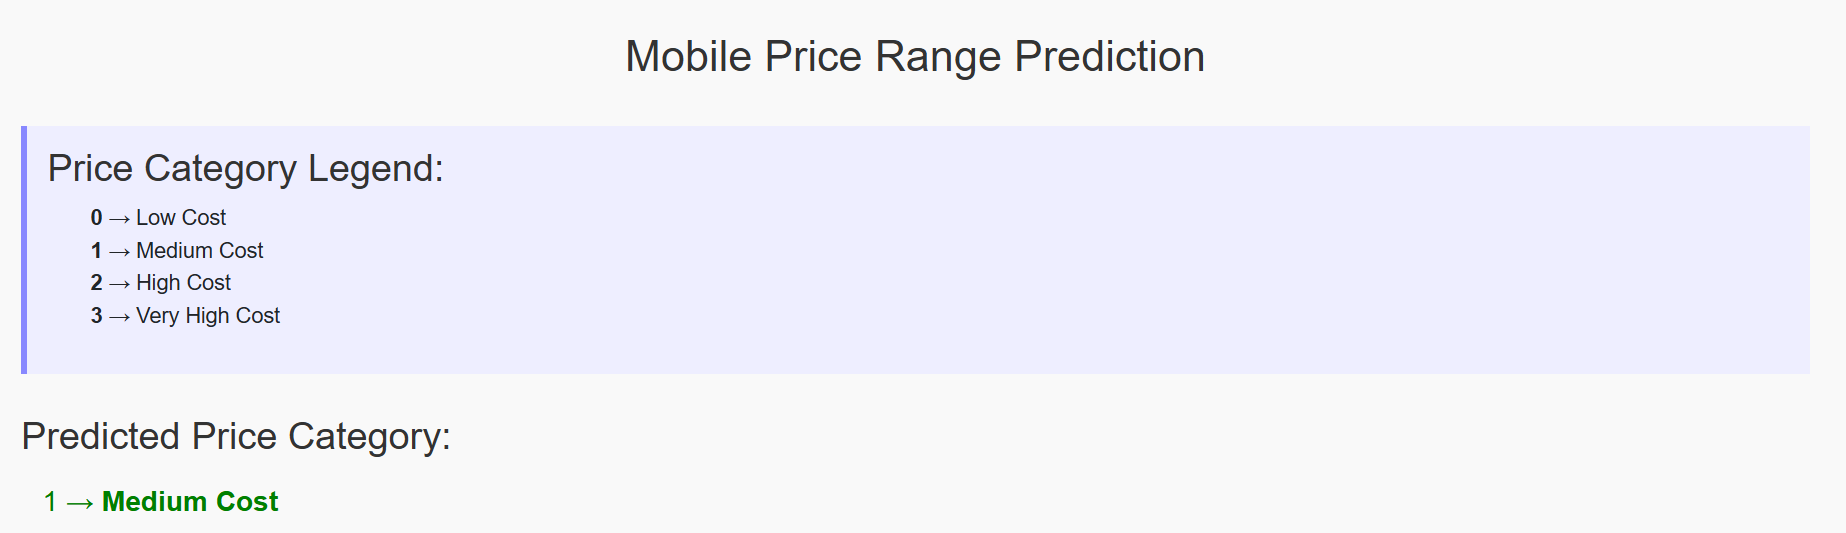 Mobile Price Range Prediction
Price Category Legend:
0 → Low Cost
1 → Medium Cost
2 → High Cost
3 → Very High Cost
Predicted Price Category:
1 → Medium Cost